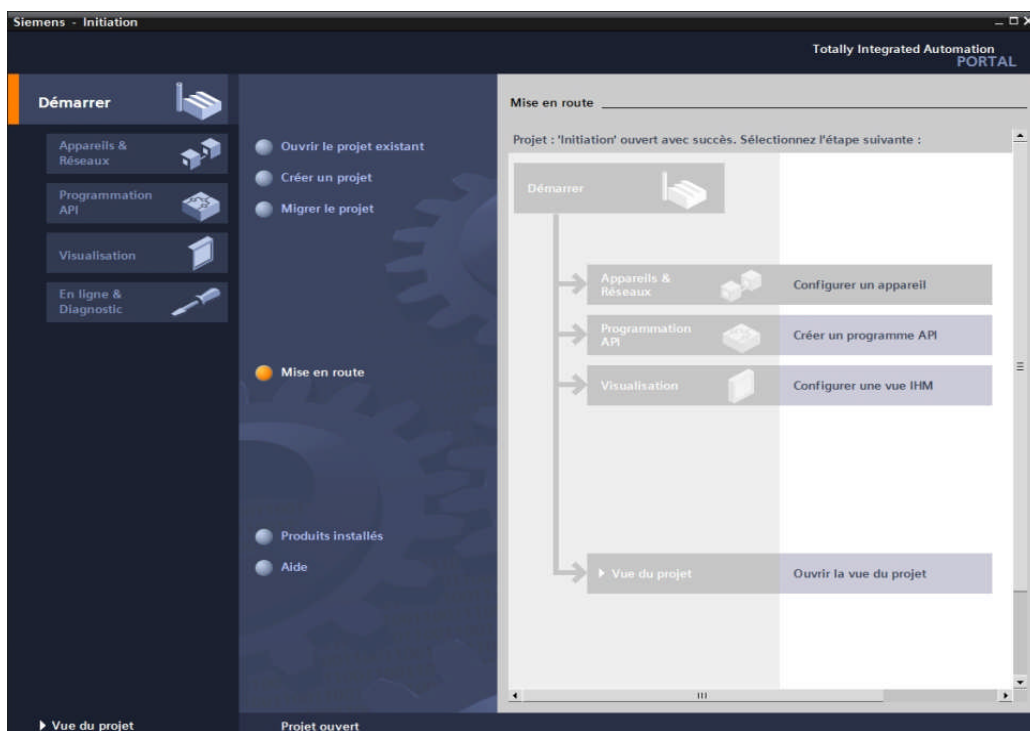 Siemens - Initiation
Totally Integrated Automation
PORTAL
Démarrer
Appareils &
Réseaux
Programmation
API
Visualisation
En ligne &
Diagnostic
Ouvrir le projet existant
Créer un projet
Migrer le projet
Mise en route
Produits installés
Aide
Mise en route
Projet : 'Initiation' ouvert avec succès. Sélectionnez l'étape suivante :
Démarrer
Appareils &
Réseaux
Configurer un appareil
Programmation
API
Créer un programme API
Visualisation
Configurer une vue IHM
Vue du projet
Ouvrir la vue du projet
Vue du projet
Projet ouvert